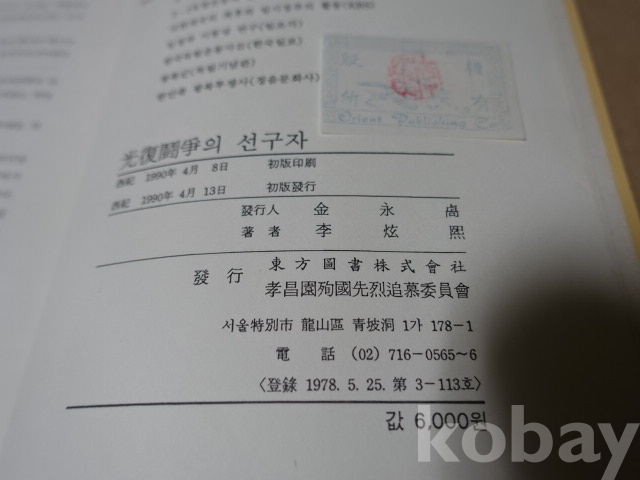 光復鬪爭의 선구자
西紀 1990年 4月 8日 初版印刷
西紀 1990年 4月 13日 初版發行
發行人 金永高
著者 李炫熙
發行 東方圖書株式會社
孝昌園殉國先烈追慕委員會
서울特別市 龍山區 靑坡洞 1가 178-1
電話 (02) 716-0565~6
〈登錄 1978. 5. 25. 第 3-113호〉
값 6,000원
kobay